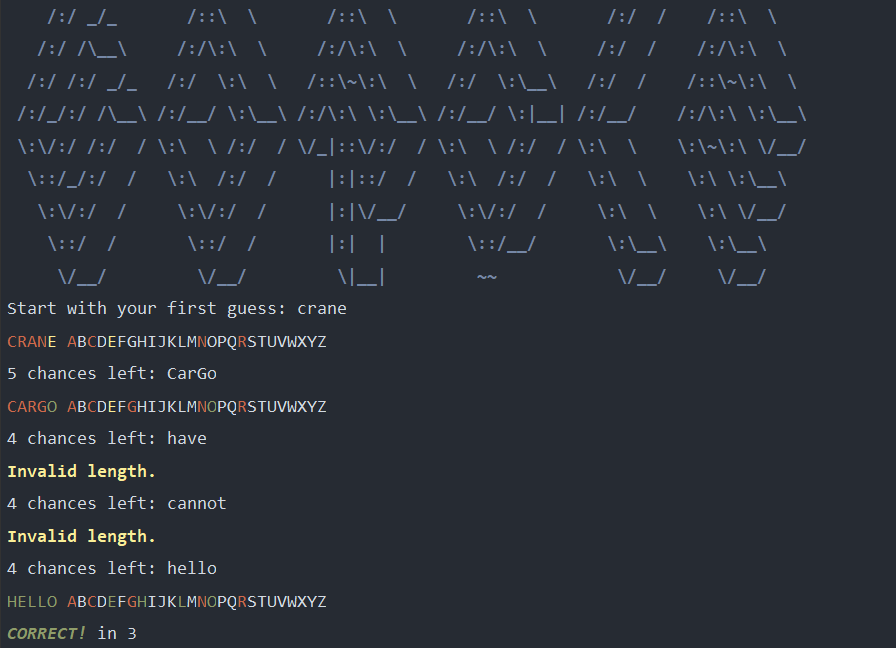 /:/ _/_       /::\  \       /::\  \       /::\  \       /:/  /    /::\  \
   /:/ /\__\     /:/\:\  \     /:/\:\  \     /:/\:\  \     /:/  /    /:/\:\  \
  /:/ /:/ _/_   /:/  \:\  \   /::\~\:\  \   /:/  \:\__\   /:/  /    /::\~\:\  \
 /:/_/:/ /\__\ /:/__/ \:\__\ /:/\:\ \:\__\ /:/__/ \:|__| /:/__/    /:/\:\ \:\__\
 \:\/:/ /:/  / \:\  \ /:/  / \/_|::\/:/  / \:\  \ /:/  / \:\  \    \:\~\:\ \/__/
  \::/_/:/  /   \:\  /:/  /     |:|::/  /   \:\  /:/  /   \:\  \    \:\ \:\__\
   \:\/:/  /     \:\/:/  /      |:|\/__/     \:\/:/  /     \:\  \    \:\ \/__/
    \::/  /       \::/  /       |:|  |        \::/__/       \:\__\    \:\__\
     \/__/         \/__/         \|__|         ~~            \/__/     \/__/
Start with your first guess: crane
CRANE ABCDEFGHIJKLMNOPQRSTUVWXYZ
5 chances left: CarGo
CARGO ABCDEFGHIJKLMNOPQRSTUVWXYZ
4 chances left: have
Invalid length.
4 chances left: cannot
Invalid length.
4 chances left: hello
HELLO ABCDEFGHIJKLMNOPQRSTUVWXYZ
CORRECT! in 3